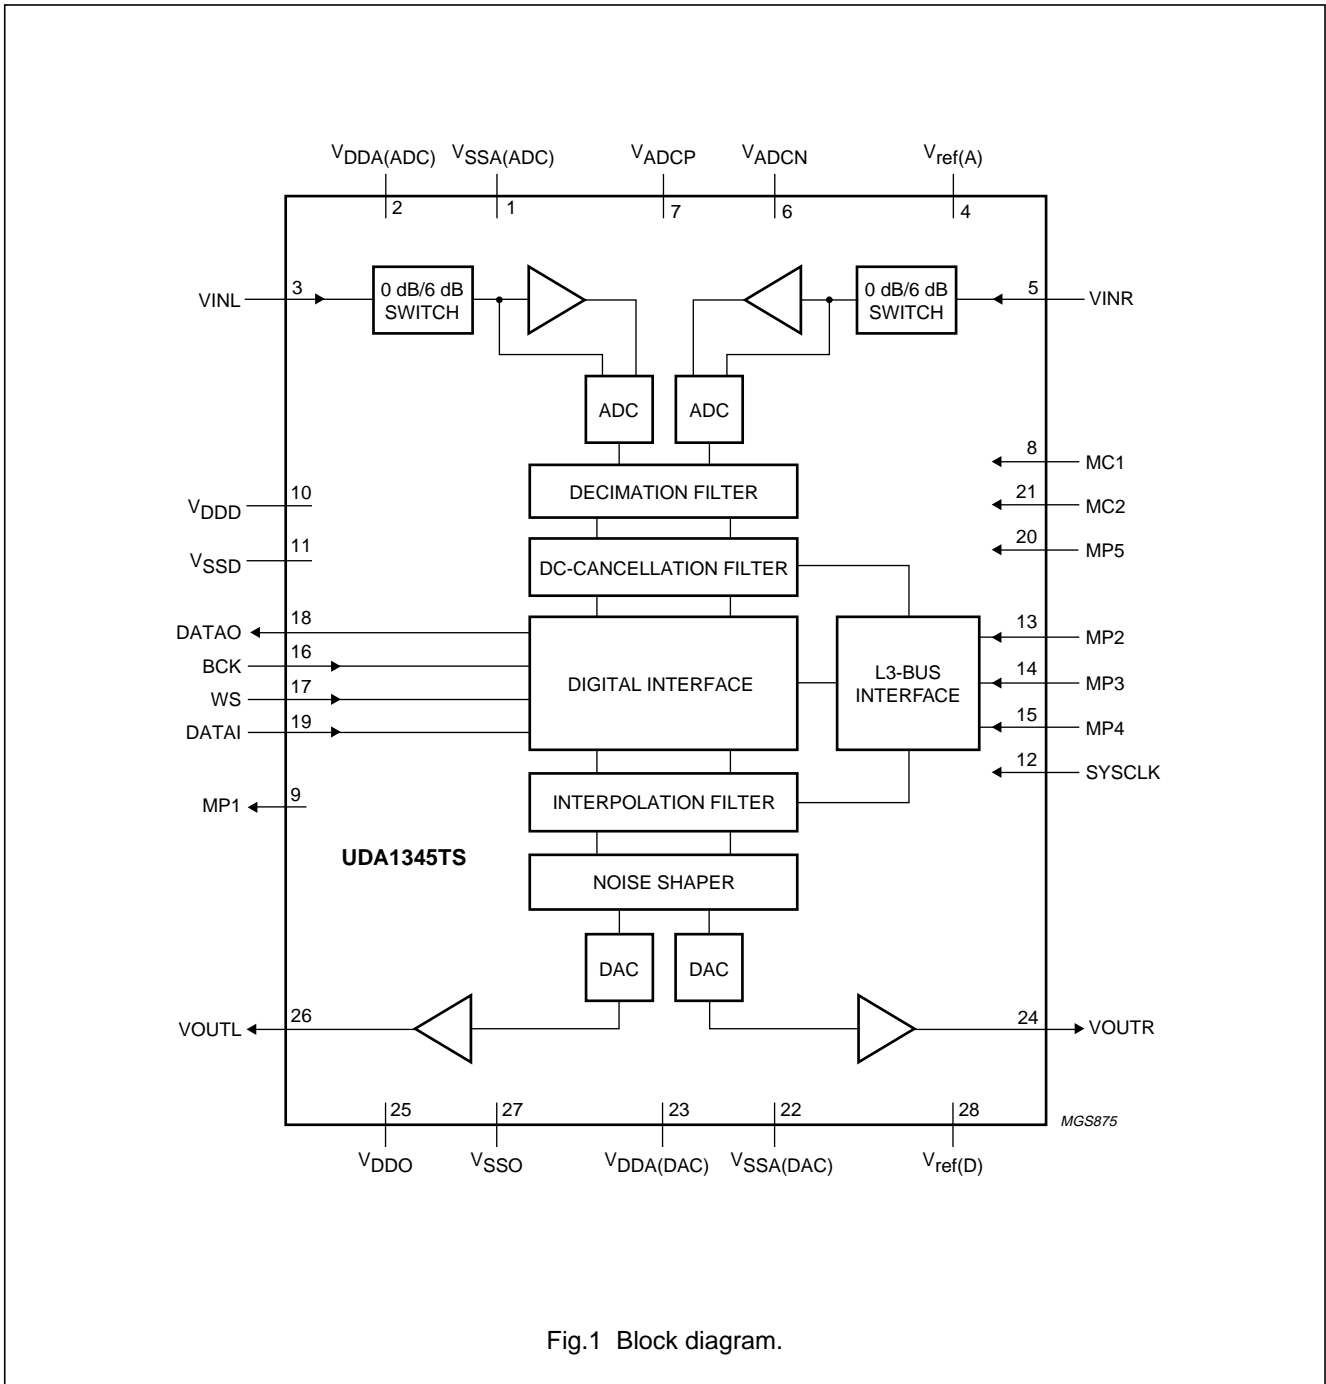 VDDA(ADC) VSSA(ADC) VADCP VADCN Vref(A)
2 1 7 6 4
VINL 3 0 dB/6 dB SWITCH 0 dB/6 dB SWITCH 5 VINR
ADC ADC
8 MC1
DECIMATION FILTER
VDDD 10
21 MC2
VSSD 11
20 MP5
DC-CANCELLATION FILTER
DATAO 18
13 MP2
BCK 16
DIGITAL INTERFACE
L3-BUS
INTERFACE
14 MP3
WS 17
DATAI 19
15 MP4
12 SYSCLK
MP1 9
INTERPOLATION FILTER
UDA1345TS
NOISE SHAPER
DAC DAC
VOUTL 26 24 VOUTR
25 27 23 22 28
MGS875
VDDO VSSO VDDA(DAC) VSSA(DAC) Vref(D)
Fig.1 Block diagram.